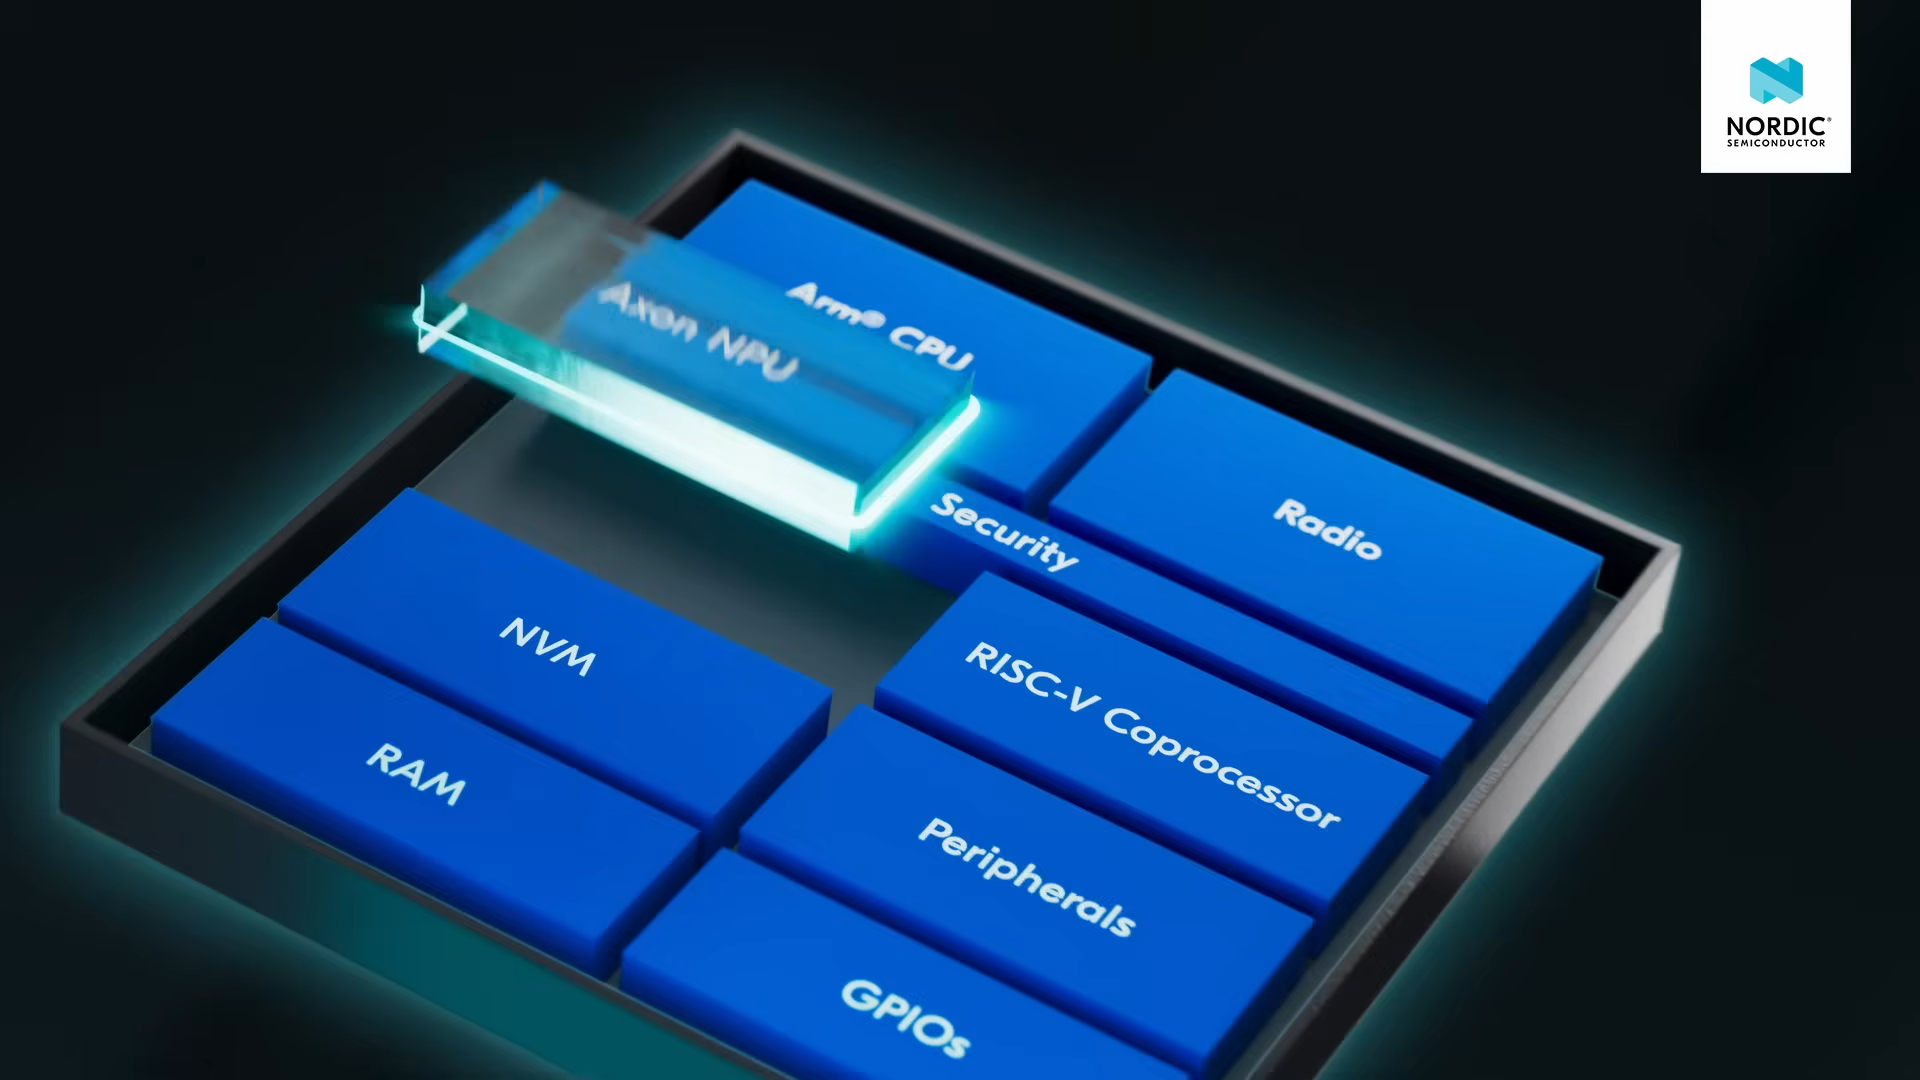 NORDIC®
SEMICONDUCTOR
Arm® CPU
Axon NPU
Radio
Security
NVM
RISC-V Coprocessor
RAM
Peripherals
GPIOs